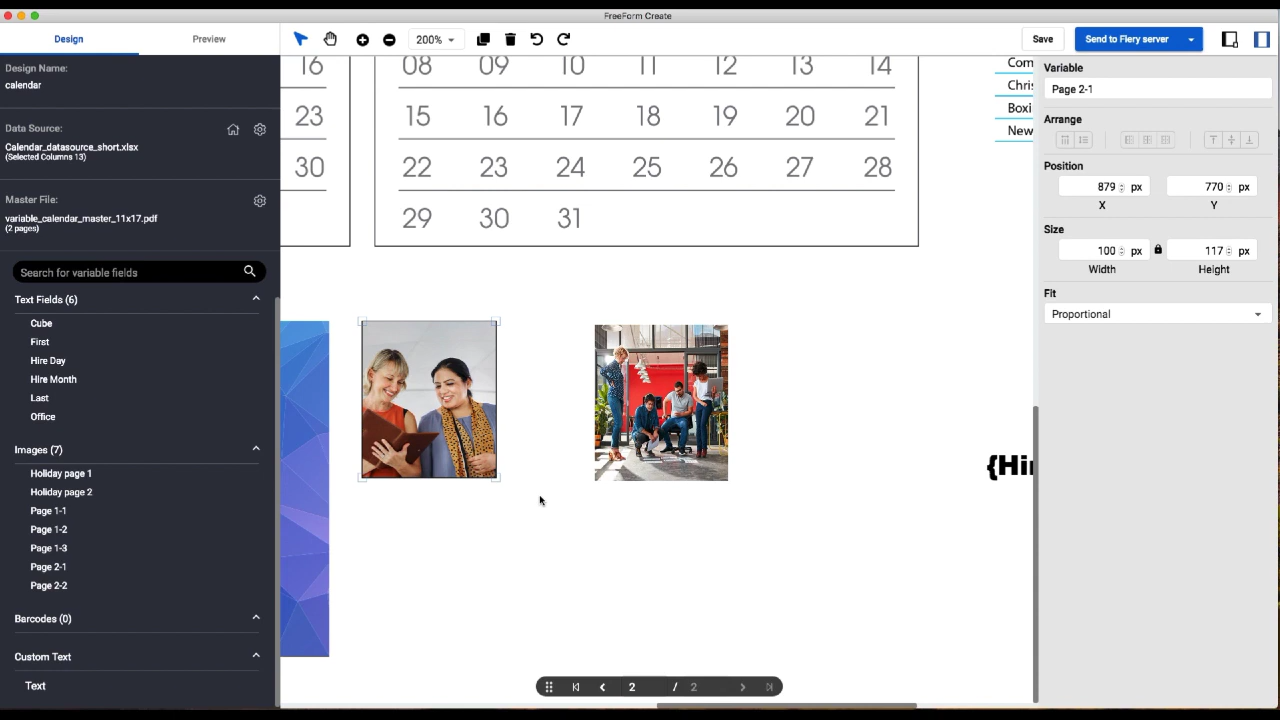 FreeForm Create
Design
Preview
200%
Save
Send to Fiery server
Design Name:
calendar
Data Source:
Calendar_datasource_short.xlsx
(Selected Columns 13)
Master File:
variable_calendar_master_11x17.pdf
(2 pages)
Search for variable fields
Text Fields (6)
Cube
First
Hire Day
Hire Month
Last
Office
Images (7)
Holiday page 1
Holiday page 2
Page 1-1
Page 1-2
Page 1-3
Page 2-1
Page 2-2
Barcodes (0)
Custom Text
Text
16
23
30
08 09 10 11 12 13 14
15 16 17 18 19 20 21
22 23 24 25 26 27 28
29 30 31
Com
Chris
Boxi
New
{Hir
2 / 2
Variable
Page 2-1
Arrange
Position
879 px 770 px
X Y
Size
100 px 117 px
Width Height
Fit
Proportional